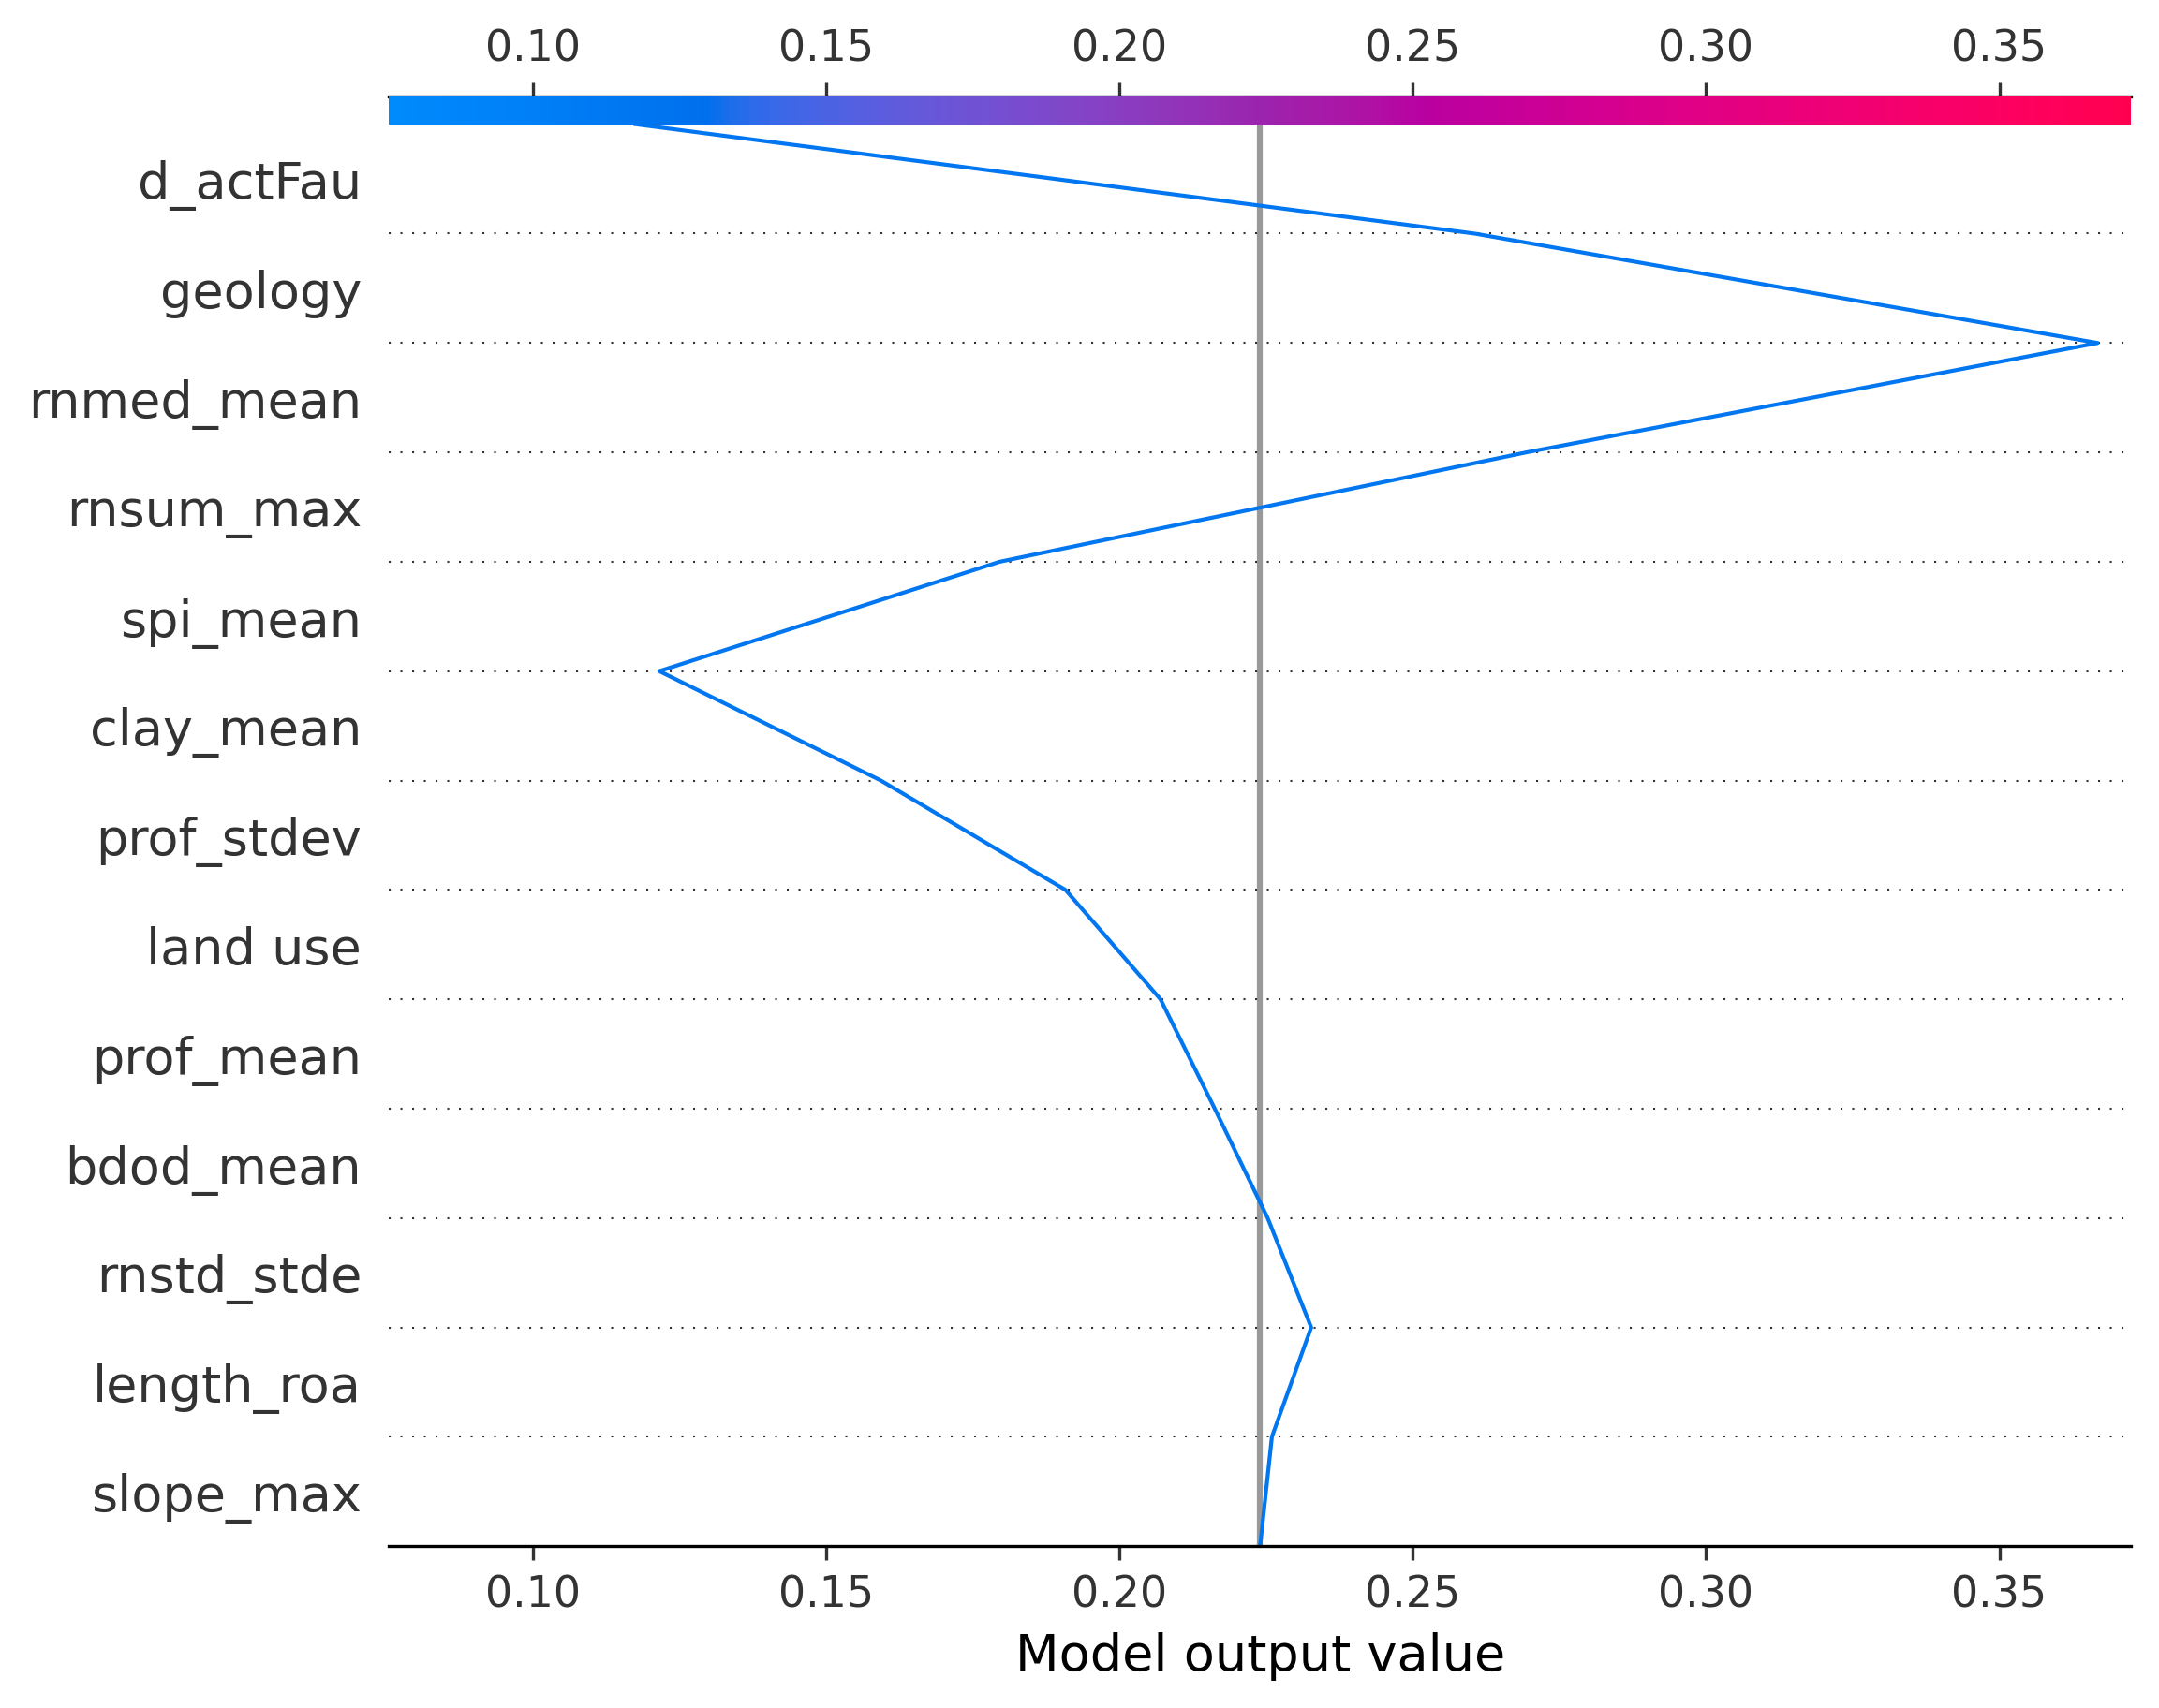 0.10 0.15 0.20 0.25 0.30 0.35
d_actFau
geology
rnmed_mean
rnsum_max
spi_mean
clay_mean
prof_stdev
land use
prof_mean
bdod_mean
rnstd_stde
length_roa
slope_max
0.10 0.15 0.20 0.25 0.30 0.35
Model output value